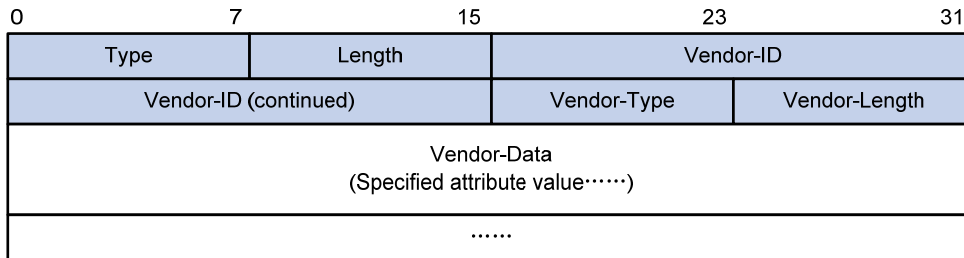 0 7 15 23 31
Type Length Vendor-ID
Vendor-ID (continued) Vendor-Type Vendor-Length
Vendor-Data
(Specified attribute value⋯⋯)
⋯⋯